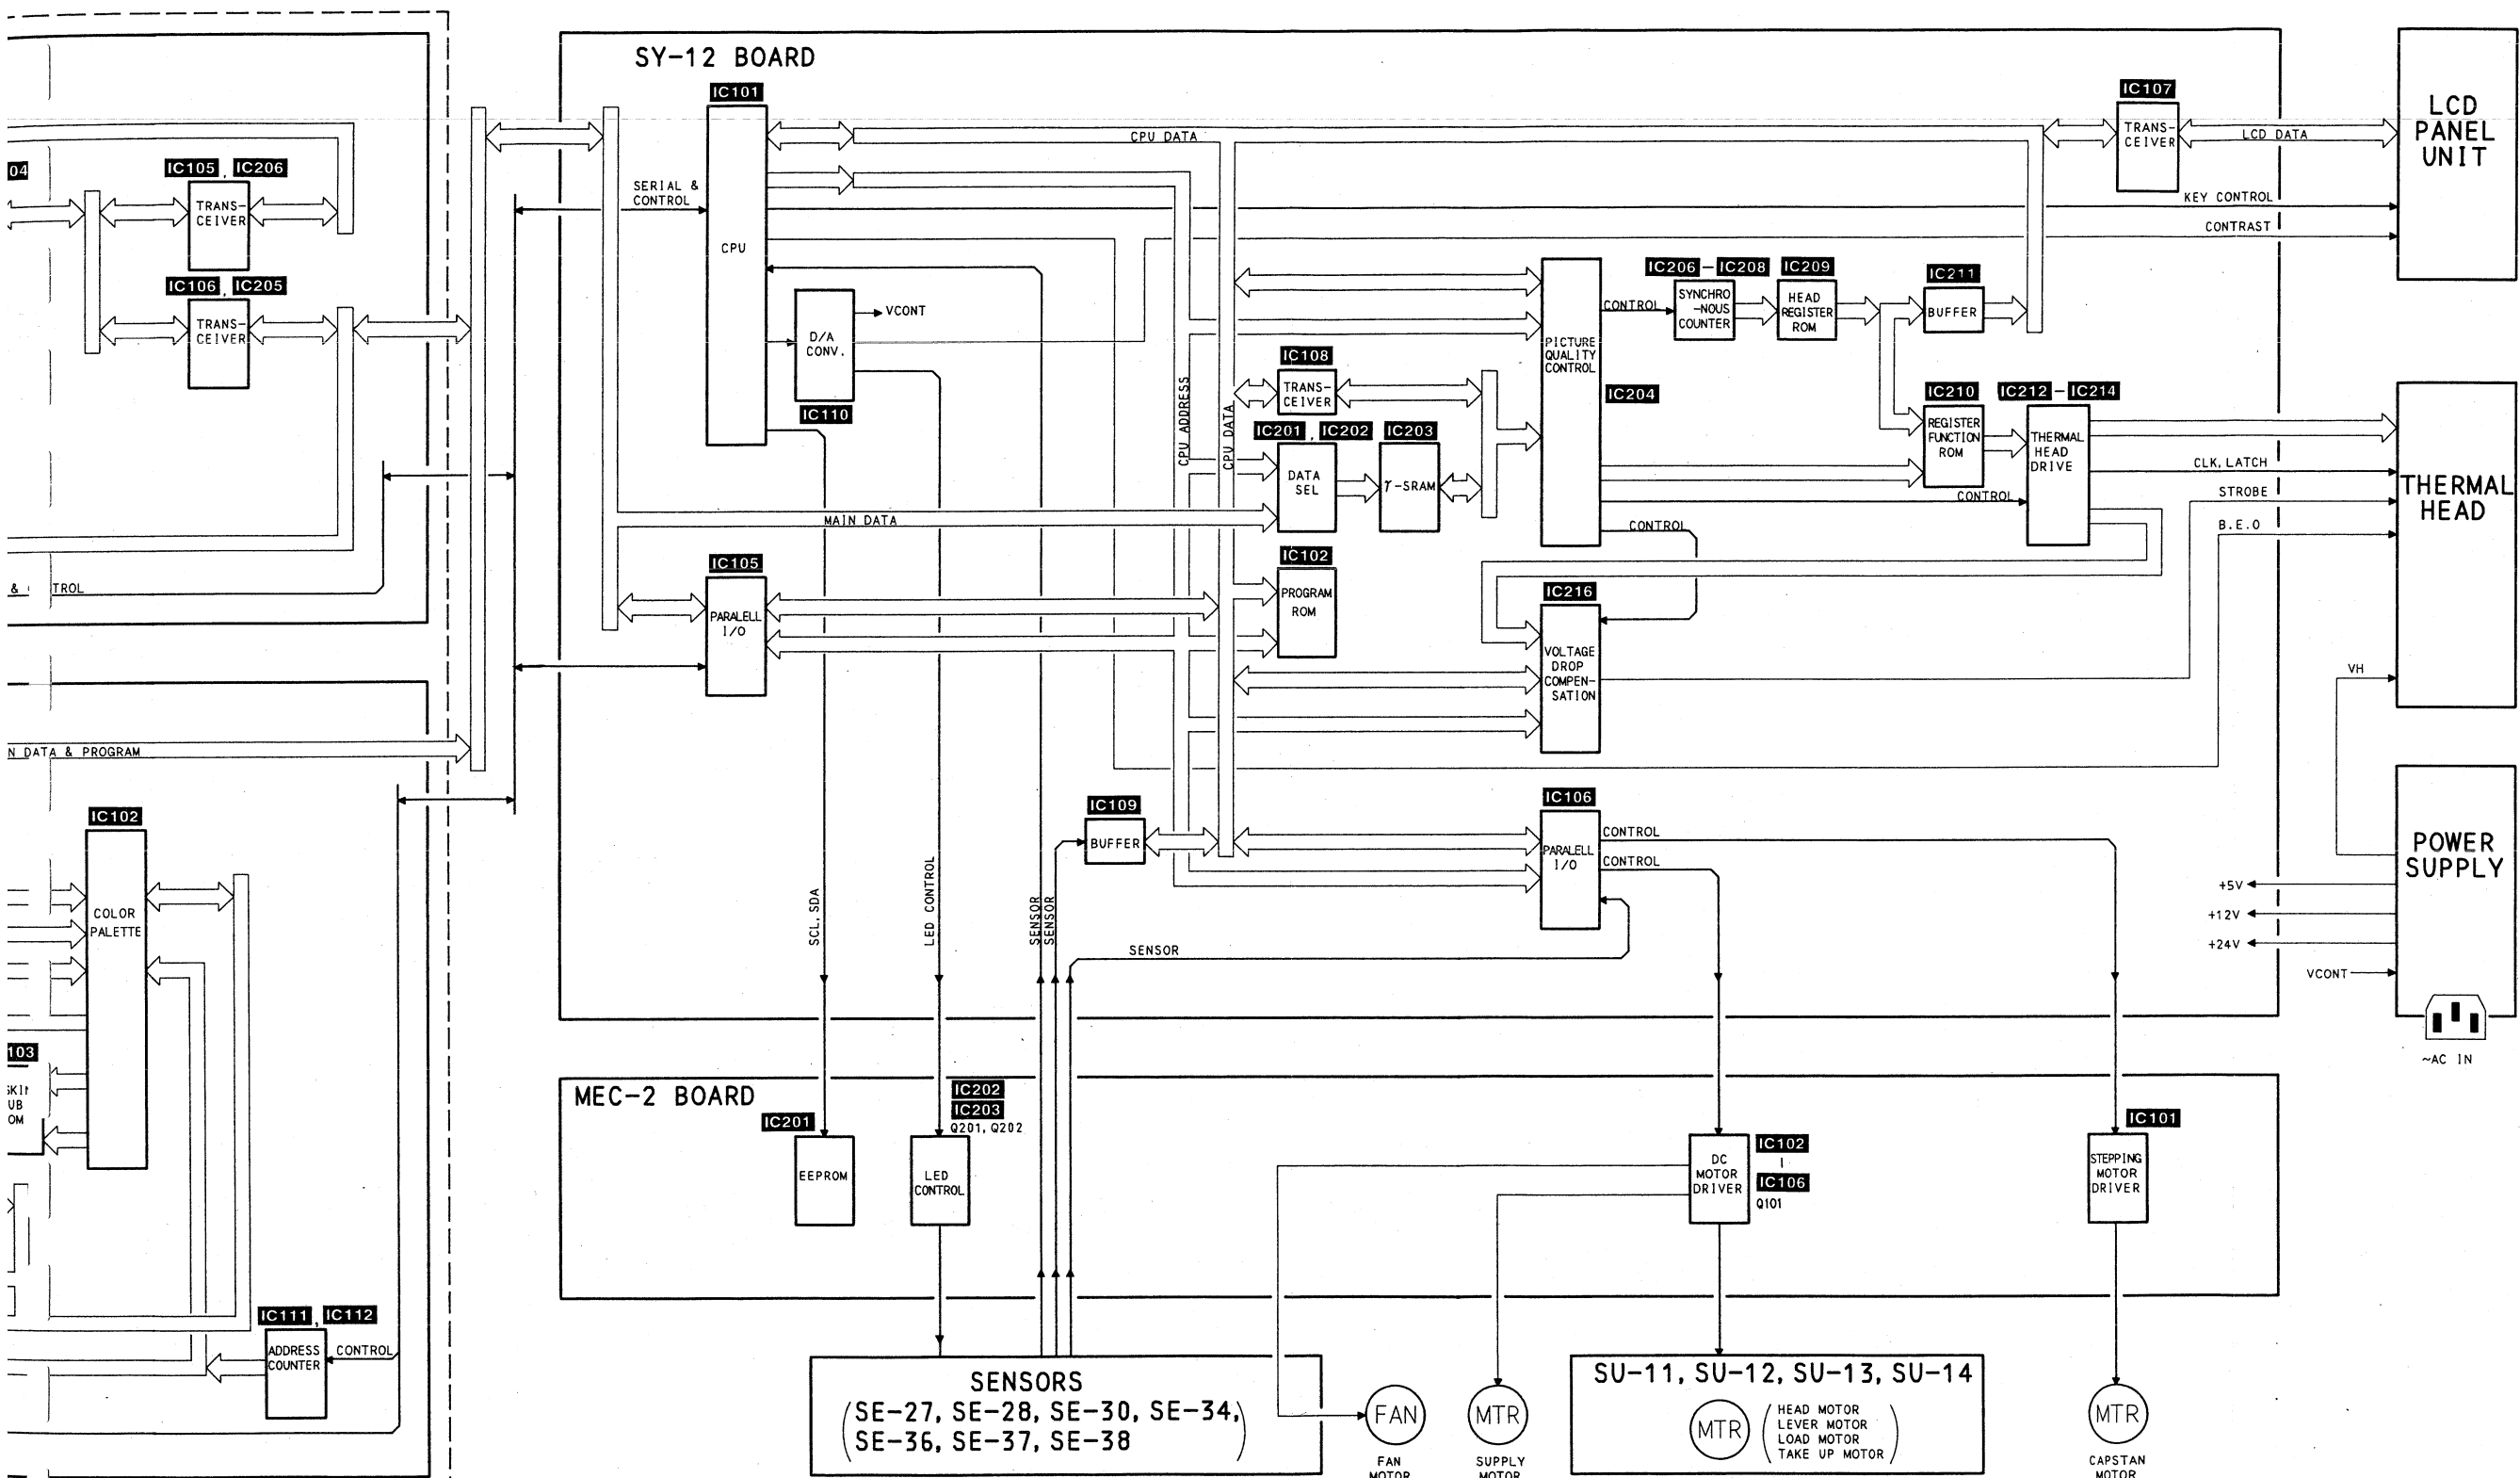 SY-12 BOARD
IC101
CPU
SERIAL &
CONTROL
CPU DATA
IC107
TRANS-
CEIVER
LCD DATA
LCD
PANEL
UNIT
KEY CONTROL
CONTRAST
04
IC105 , IC206
TRANS-
CEIVER
IC106 , IC205
TRANS-
CEIVER
VCONT
D/A
CONV.
IC110
IC206 - IC208
SYNCHRO
-NOUS
COUNTER
IC209
HEAD
REGISTER
ROM
IC211
BUFFER
CONTROL
PICTURE
QUALITY
CONTROL
IC204
IC108
TRANS-
CEIVER
CPU ADDRESS
CPU DATA
IC201 , IC202
DATA
SEL
IC203
γ-SRAM
IC210
REGISTER
FUNCTION
ROM
IC212 - IC214
THERMAL
HEAD
DRIVE
CONTROL
CONTROL
CLK, LATCH
STROBE
B.E.O
THERMAL
HEAD
MAIN DATA
IC105
PARALELL
I/O
IC102
PROGRAM
ROM
IC216
VOLTAGE
DROP
COMPEN-
SATION
VH
& TROL
N DATA & PROGRAM
IC102
COLOR
PALETTE
IC109
BUFFER
IC106
PARALELL
I/O
CONTROL
CONTROL
POWER
SUPPLY
+5V
+12V
+24V
VCONT
~AC IN
SCL, SDA
LED CONTROL
SENSOR
SENSOR
SENSOR
103
UB
OM
MEC-2 BOARD
IC201
EEPROM
IC202
IC203
Q201, Q202
LED
CONTROL
DC
MOTOR
DRIVER
IC102
|
IC106
Q101
IC101
STEPPING
MOTOR
DRIVER
IC111 , IC112
ADDRESS
COUNTER
CONTROL
SENSORS
(SE-27, SE-28, SE-30, SE-34,
SE-36, SE-37, SE-38)
FAN
FAN
MOTOR
MTR
SUPPLY
MOTOR
SU-11, SU-12, SU-13, SU-14
MTR
(HEAD MOTOR
LEVER MOTOR
LOAD MOTOR
TAKE UP MOTOR)
MTR
CAPSTAN
MOTOR